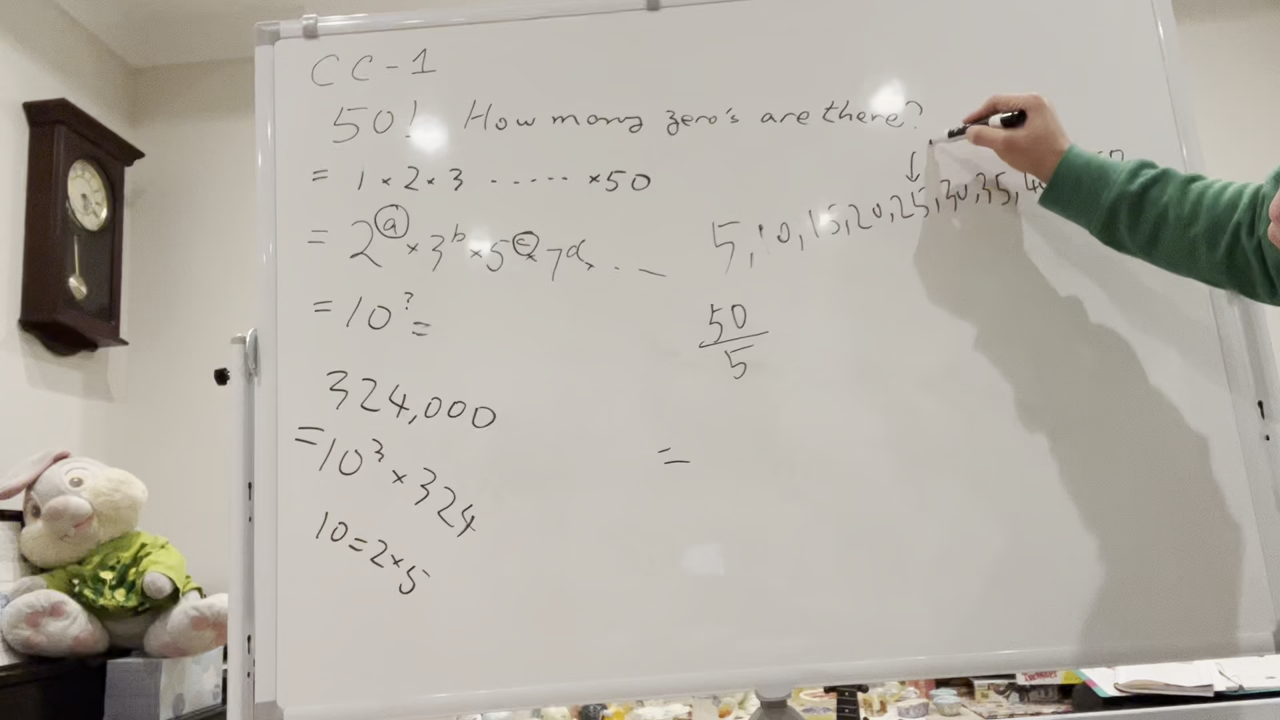 CC-1
50! How many zero's are there?
= 1 × 2 × 3 ...... × 50
= 2^a × 3^b × 5^c × 7^d × . . _
= 10^? =
324,000
= 10^3 × 324
10 = 2 × 5
↓
5, 10, 15, 20, 25, 30, 35,
50/5
=